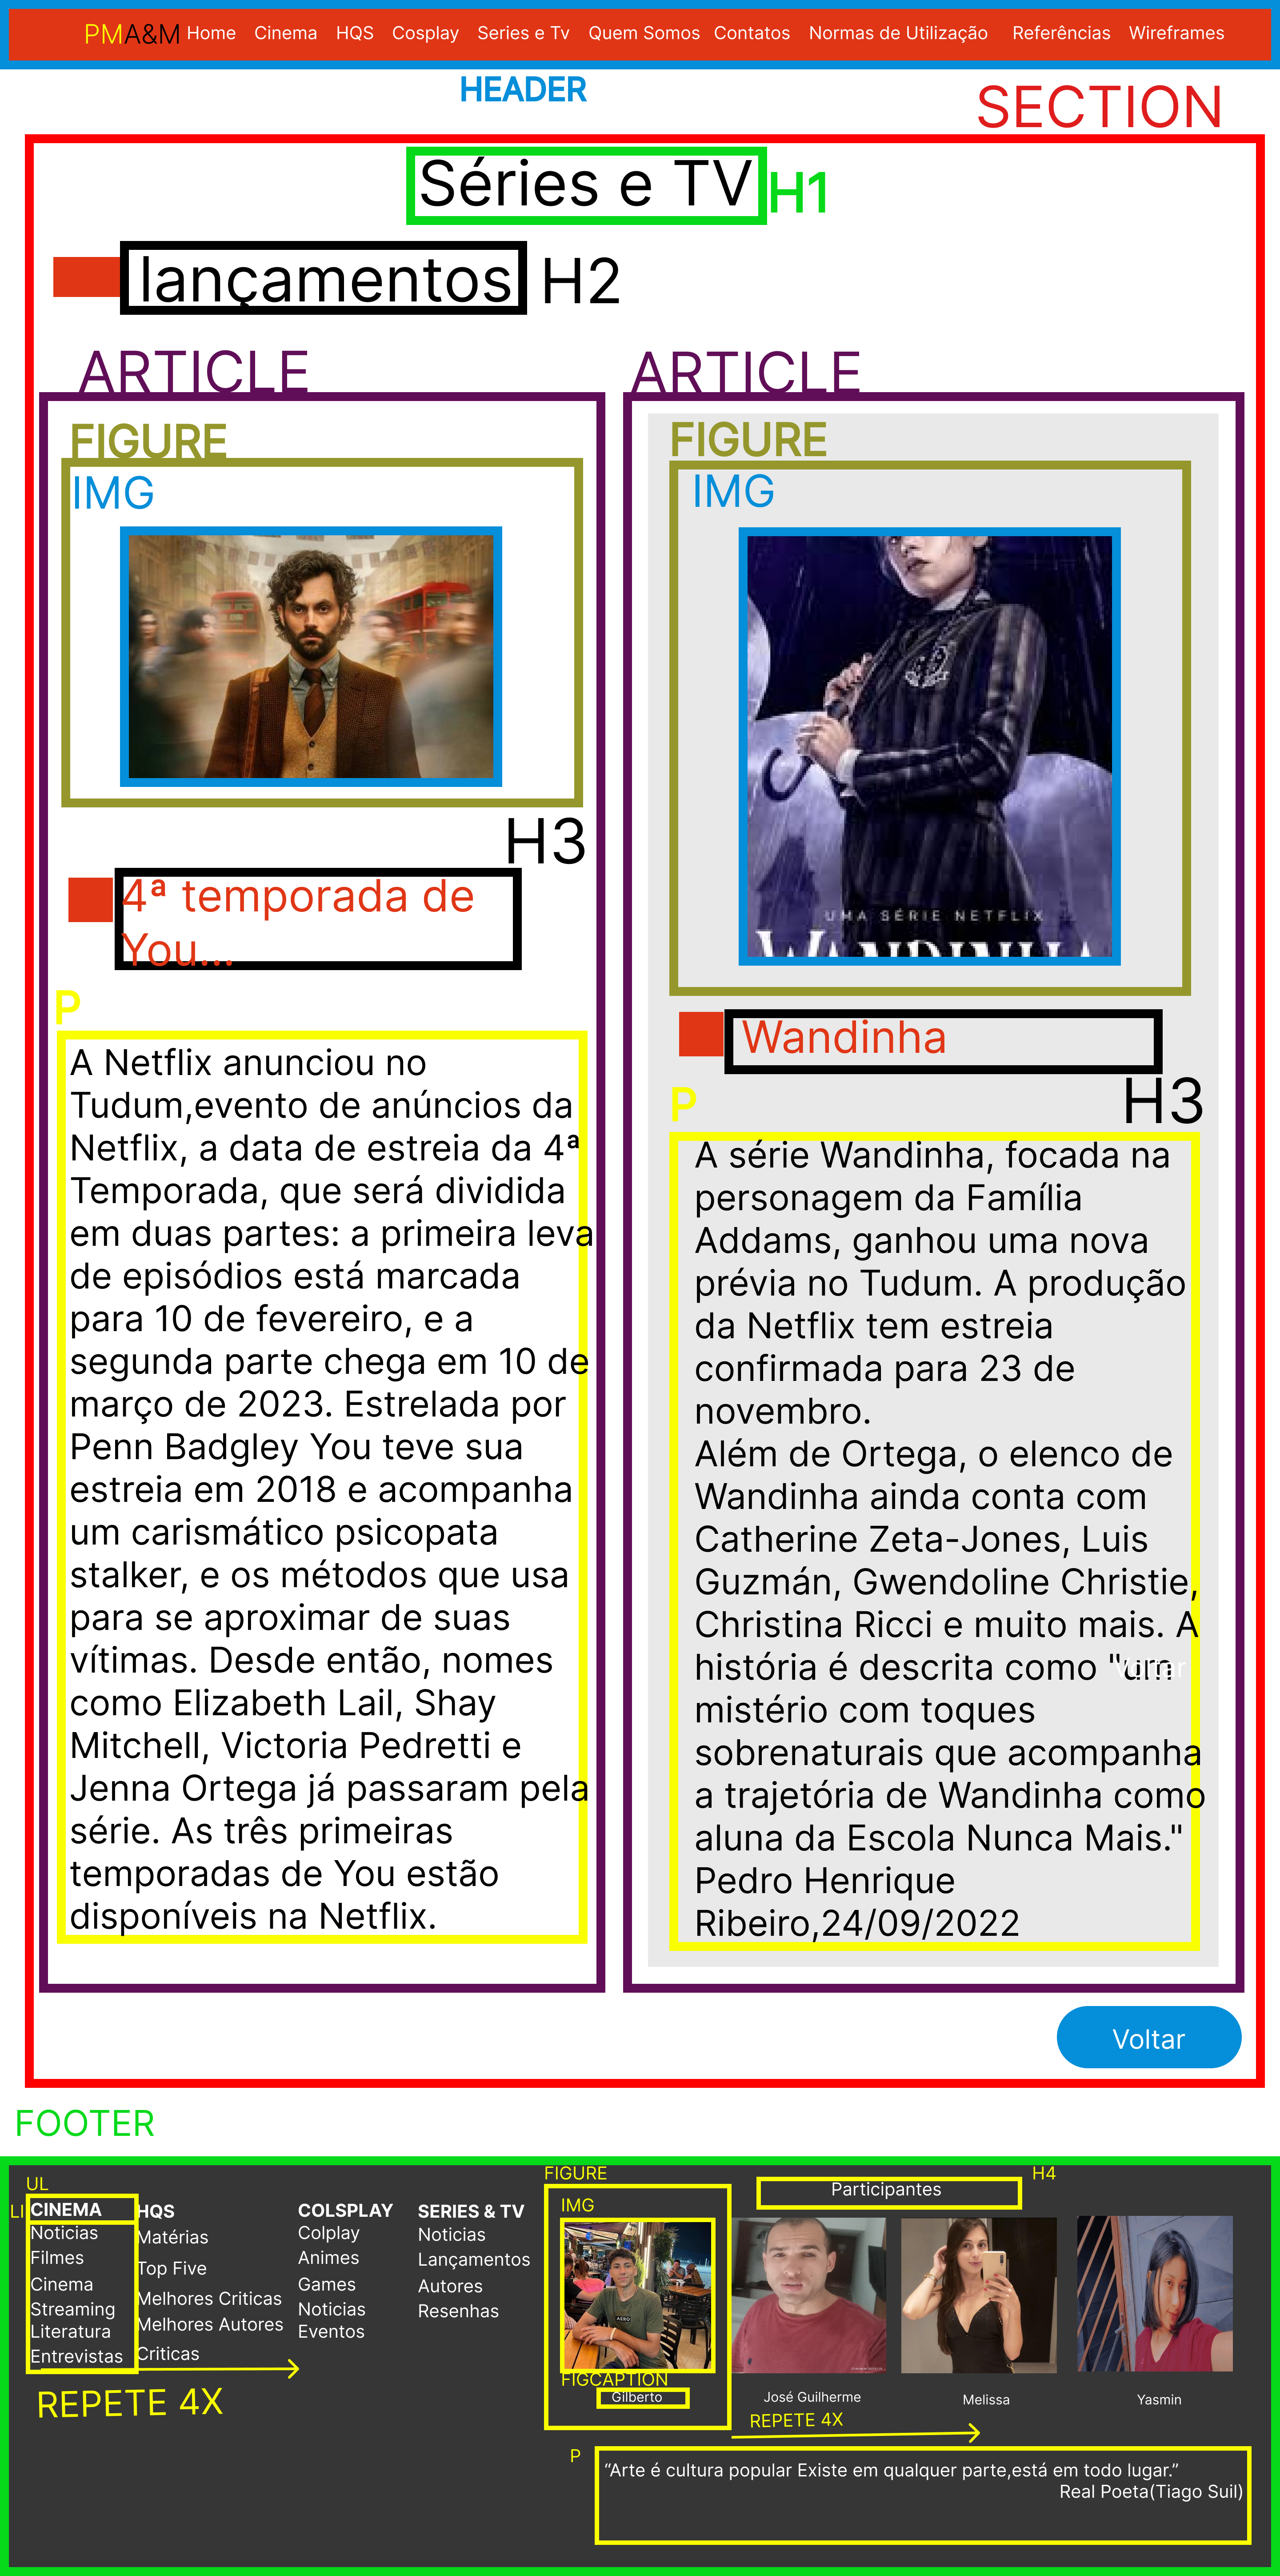 PMA&M Home Cinema HQS Cosplay Series e Tv Quem Somos Contatos Normas de Utilização Referências Wireframes
HEADER
SECTION
Séries e TV H1
lançamentos H2
ARTICLE
FIGURE
IMG
H3
4ª temporada de
You...
P
A Netflix anunciou no
Tudum,evento de anúncios da
Netflix, a data de estreia da 4ª
Temporada, que será dividida
em duas partes: a primeira leva
de episódios está marcada
para 10 de fevereiro, e a
segunda parte chega em 10 de
março de 2023. Estrelada por
Penn Badgley You teve sua
estreia em 2018 e acompanha
um carismático psicopata
stalker, e os métodos que usa
para se aproximar de suas
vítimas. Desde então, nomes
como Elizabeth Lail, Shay
Mitchell, Victoria Pedretti e
Jenna Ortega já passaram pela
série. As três primeiras
temporadas de You estão
disponíveis na Netflix.
ARTICLE
FIGURE
IMG
UMA SÉRIE NETFLIX
WANDINHA
Wandinha
H3
P
A série Wandinha, focada na
personagem da Família
Addams, ganhou uma nova
prévia no Tudum. A produção
da Netflix tem estreia
confirmada para 23 de
novembro.
Além de Ortega, o elenco de
Wandinha ainda conta com
Catherine Zeta-Jones, Luis
Guzmán, Gwendoline Christie,
Christina Ricci e muito mais. A
história é descrita como "um
Voltar
mistério com toques
sobrenaturais que acompanha
a trajetória de Wandinha como
aluna da Escola Nunca Mais."
Pedro Henrique
Ribeiro,24/09/2022
Voltar
FOOTER
UL
LI
CINEMA
Noticias
Filmes
Cinema
Streaming
Literatura
Entrevistas
HQS
Matérias
Top Five
Melhores Criticas
Melhores Autores
Criticas
COLSPLAY
Colplay
Animes
Games
Noticias
Eventos
SERIES & TV
Noticias
Lançamentos
Autores
Resenhas
REPETE 4X
FIGURE
IMG
AERO
FIGCAPTION
Gilberto
Participantes
H4
José Guilherme
Melissa
Yasmin
REPETE 4X
P
“Arte é cultura popular Existe em qualquer parte,está em todo lugar.”
Real Poeta(Tiago Suil)